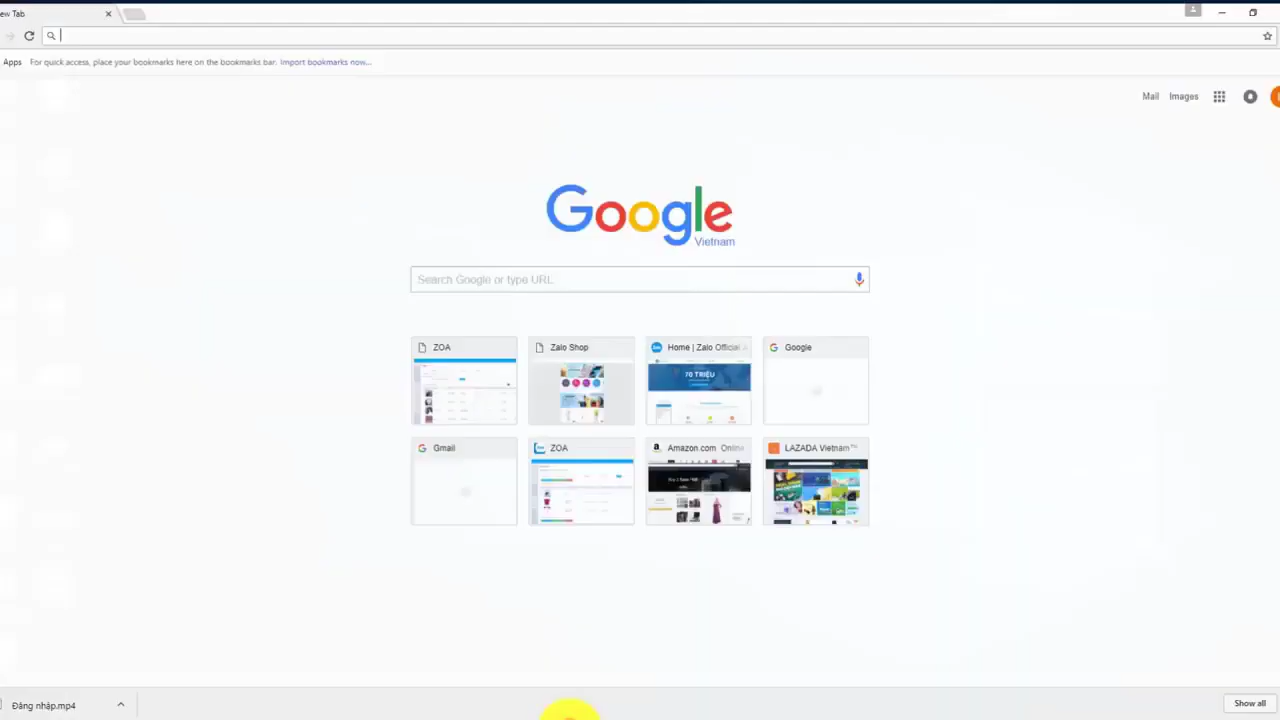 ew Tab
Apps For quick access, place your bookmarks here on the bookmarks bar. Import bookmarks now...
Mail Images
Google
Vietnam
Search Google or type URL
ZOA
Zalo Shop
Home | Zalo Official A
Google
70 TRIỆU
Gmail
ZOA
Amazon.com Online
LAZADA Vietnam™
Đăng nhập.mp4
Show all